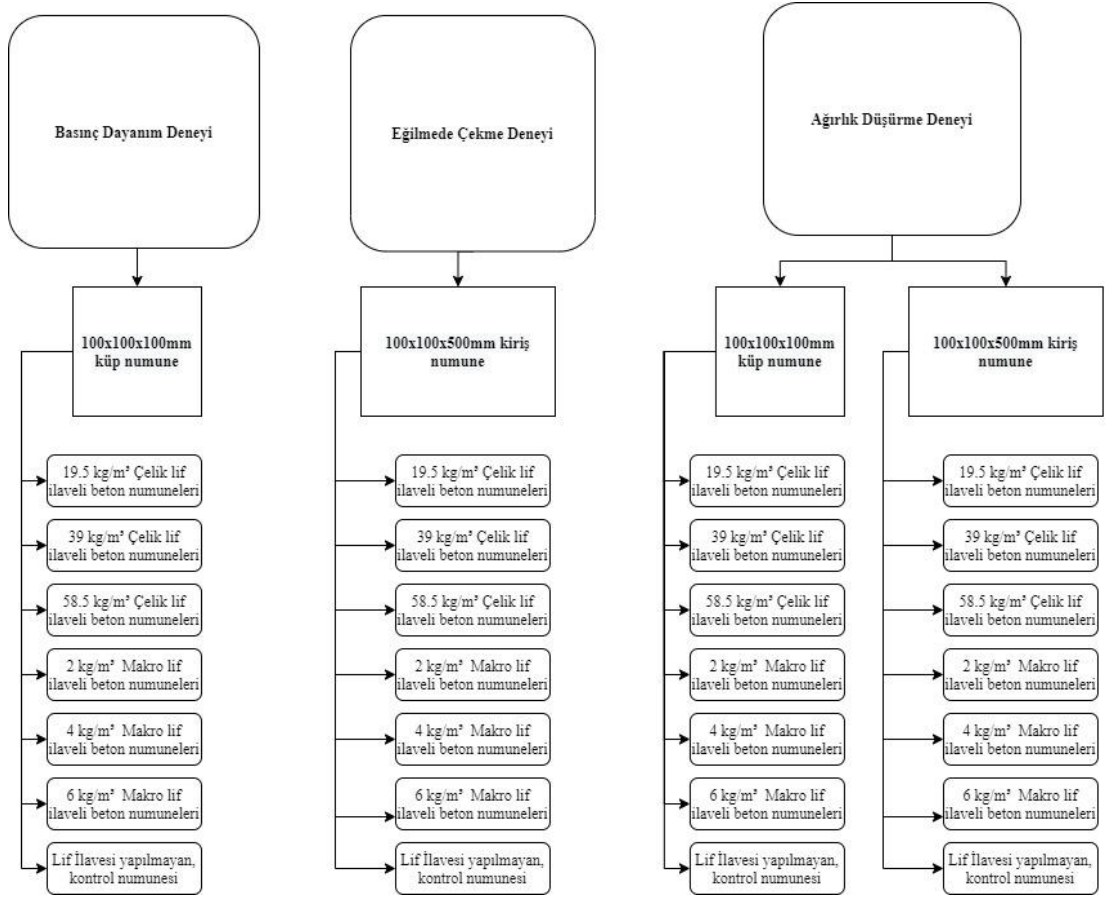 Basınç Dayanım Deneyi
100x100x100mm
küp numune
19.5 kg/m³ Çelik lif
ilaveli beton numuneleri
39 kg/m³ Çelik lif
ilaveli beton numuneleri
58.5 kg/m³ Çelik lif
ilaveli beton numuneleri
2 kg/m³ Makro lif
ilaveli beton numuneleri
4 kg/m³ Makro lif
ilaveli beton numuneleri
6 kg/m³ Makro lif
ilaveli beton numuneleri
Lif İlavesi yapılmayan,
kontrol numunesi
Eğilmede Çekme Deneyi
100x100x500mm kiriş
numune
19.5 kg/m³ Çelik lif
ilaveli beton numuneleri
39 kg/m³ Çelik lif
ilaveli beton numuneleri
58.5 kg/m³ Çelik lif
ilaveli beton numuneleri
2 kg/m³ Makro lif
ilaveli beton numuneleri
4 kg/m³ Makro lif
ilaveli beton numuneleri
6 kg/m³ Makro lif
ilaveli beton numuneleri
Lif İlavesi yapılmayan,
kontrol numunesi
Ağırlık Düşürme Deneyi
100x100x100mm
küp numune
19.5 kg/m³ Çelik lif
ilaveli beton numuneleri
39 kg/m³ Çelik lif
ilaveli beton numuneleri
58.5 kg/m³ Çelik lif
ilaveli beton numuneleri
2 kg/m³ Makro lif
ilaveli beton numuneleri
4 kg/m³ Makro lif
ilaveli beton numuneleri
6 kg/m³ Makro lif
ilaveli beton numuneleri
Lif İlavesi yapılmayan,
kontrol numunesi
100x100x500mm kiriş
numune
19.5 kg/m³ Çelik lif
ilaveli beton numuneleri
39 kg/m³ Çelik lif
ilaveli beton numuneleri
58.5 kg/m³ Çelik lif
ilaveli beton numuneleri
2 kg/m³ Makro lif
ilaveli beton numuneleri
4 kg/m³ Makro lif
ilaveli beton numuneleri
6 kg/m³ Makro lif
ilaveli beton numuneleri
Lif İlavesi yapılmayan,
kontrol numunesi